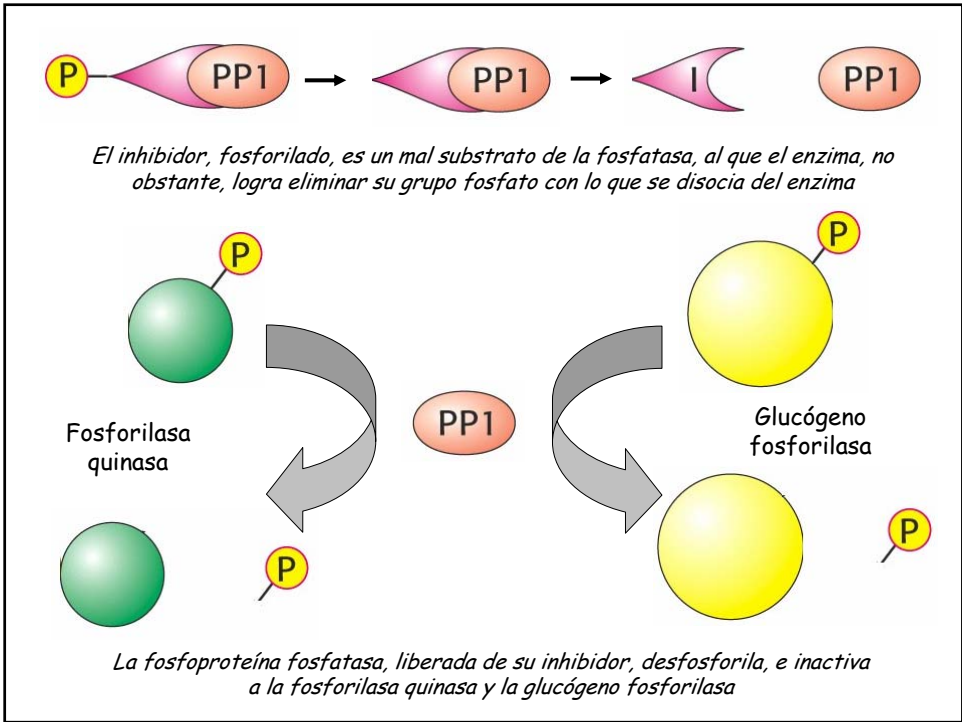 P PP1 PP1 I PP1
El inhibidor, fosforilado, es un mal substrato de la fosfatasa, al que el enzima, no
obstante, logra eliminar su grupo fosfato con lo que se disocia del enzima
P P
PP1
Fosforilasa
quinasa
Glucógeno
fosforilasa
P P
La fosfoproteína fosfatasa, liberada de su inhibidor, desfosforila, e inactiva
a la fosforilasa quinasa y la glucógeno fosforilasa